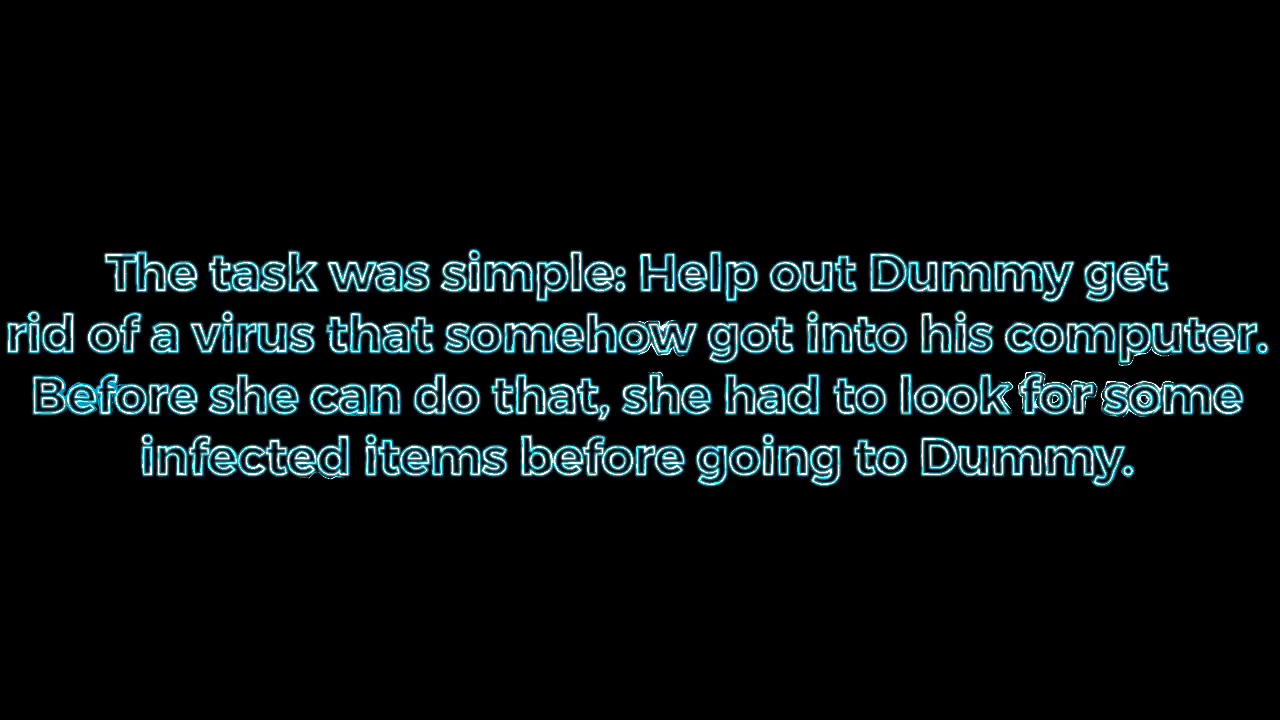 The task was simple: Help out Dummy get
rid of a virus that somehow got into his computer.
Before she can do that, she had to look for some
infected items before going to Dummy.